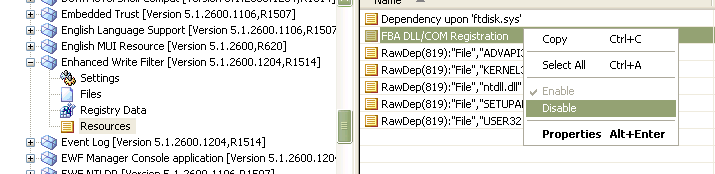 Embedded Trust [Version 5.1.2600.1106,R1507]
English Language Support [Version 5.1.2600.1106,R1507
English MUI Resource [Version 5.1.2600,R620]
Enhanced Write Filter [Version 5.1.2600.1204,R1514]
Settings
Files
Registry Data
Resources
Event Log [Version 5.1.2600.1204,R1514]
EWF Manager Console application [Version 5.1.2600.1204
Name
Dependency upon 'ftdisk.sys'
FBA DLL/COM Registration
RawDep(819):"File","ADVAPI3
RawDep(819):"File","KERNEL3
RawDep(819):"File","ntdll.dll"
RawDep(819):"File","SETUPAP
RawDep(819):"File","USER32
Copy Ctrl+C
Select All Ctrl+A
Enable
Disable
Properties Alt+Enter